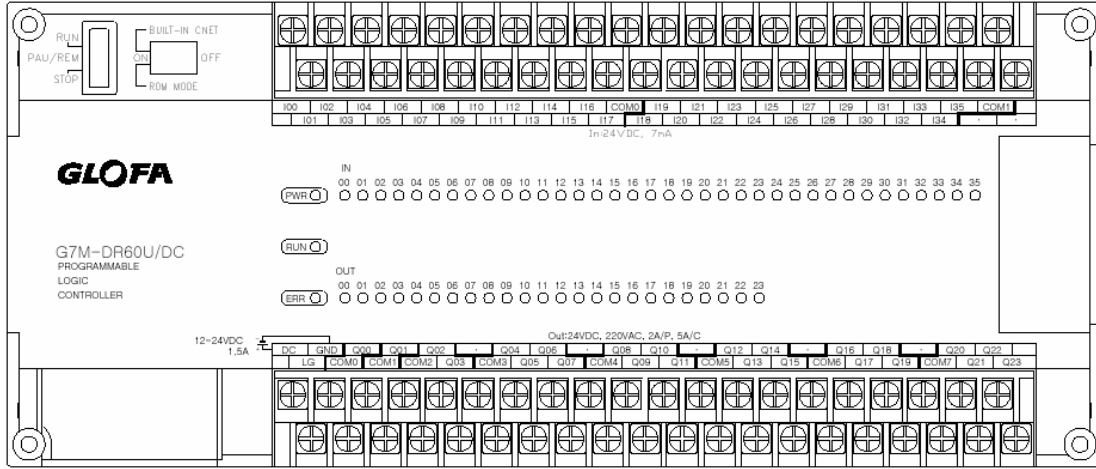 RUN
PAU/REM
STOP
BUILT-IN CNET
ON OFF
ROM MODE
I00 I02 I04 I06 I08 I10 I12 I14 I16 COM0 I19 I21 I23 I25 I27 I29 I31 I33 I35 COM1
I01 I03 I05 I07 I09 I11 I13 I15 I17 I18 I20 I22 I24 I26 I28 I30 I32 I34 . .
In:24VDC, 7mA
GLOFA
IN
00 01 02 03 04 05 06 07 08 09 10 11 12 13 14 15 16 17 18 19 20 21 22 23 24 25 26 27 28 29 30 31 32 33 34 35
PWR
RUN
G7M-DR60U/DC
PROGRAMMABLE
LOGIC
CONTROLLER
OUT
00 01 02 03 04 05 06 07 08 09 10 11 12 13 14 15 16 17 18 19 20 21 22 23
ERR
12-24VDC
1,5A
Out:24VDC, 220VAC, 2A/P, 5A/C
DC GND Q00 Q01 Q02 . Q04 Q06 . Q08 Q10 . Q12 Q14 . Q16 Q18 . Q20 Q22
LG COM0 COM1 COM2 Q03 COM3 Q05 Q07 COM4 Q09 Q11 COM5 Q13 Q15 COM6 Q17 Q19 COM7 Q21 Q23